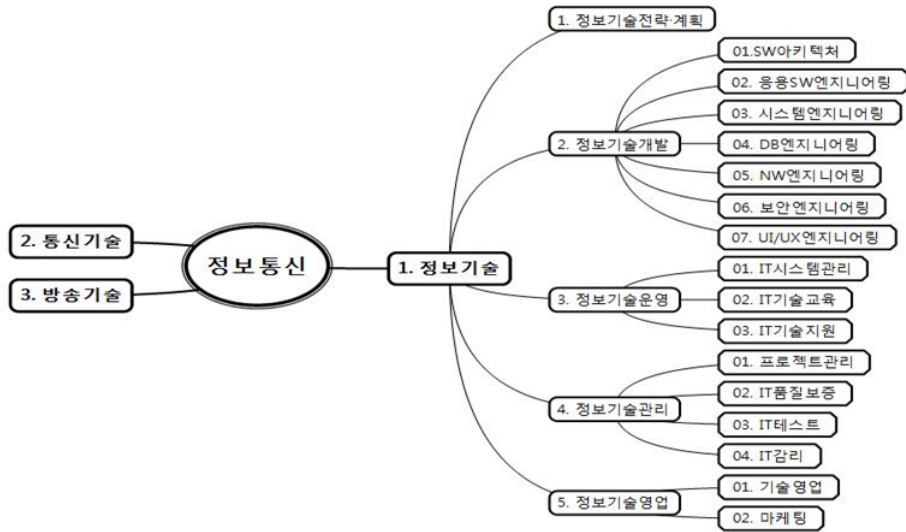 정보통신
1. 정보기술
1. 정보기술전략·계획
2. 정보기술개발
01.SW아키텍처
02. 응용SW엔지니어링
03. 시스템엔지니어링
04. DB엔지니어링
05. NW엔지니어링
06. 보안엔지니어링
07. UI/UX엔지니어링
3. 정보기술운영
01. IT시스템관리
02. IT기술교육
03. IT기술지원
4. 정보기술관리
01. 프로젝트관리
02. IT품질보증
03. IT테스트
04. IT감리
5. 정보기술영업
01. 기술영업
02. 마케팅
2. 통신기술
3. 방송기술